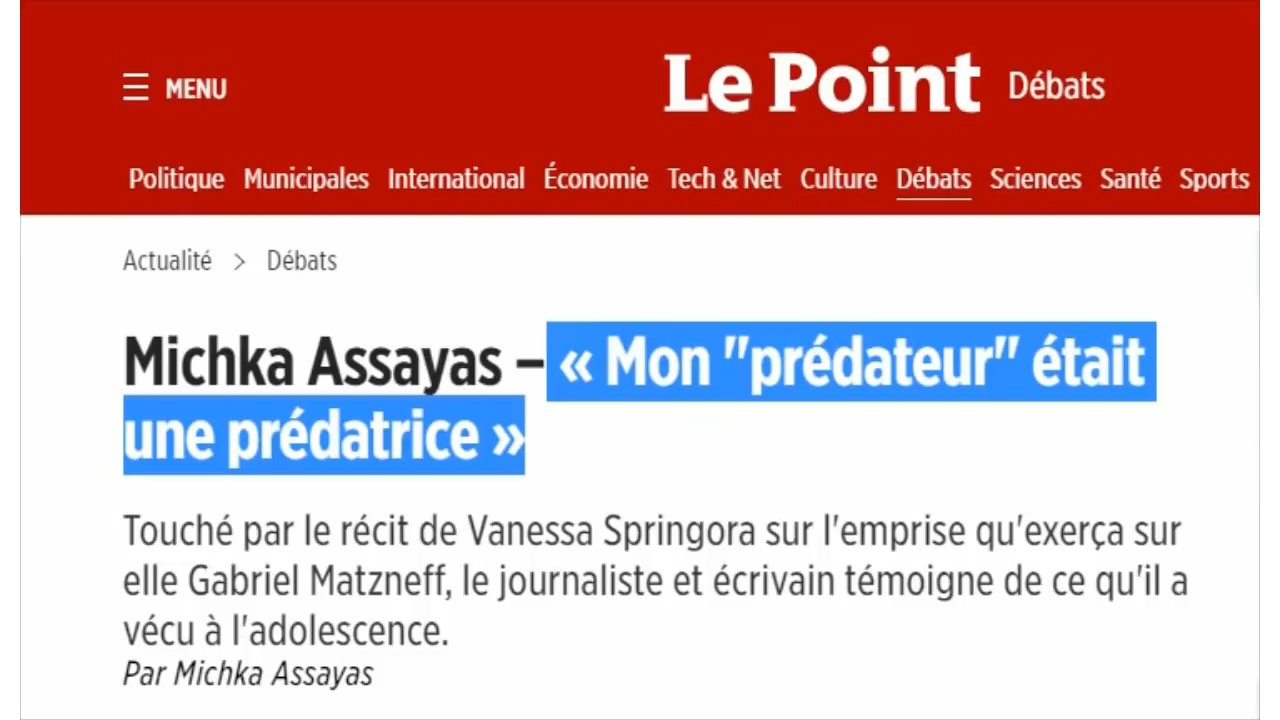 MENU
Le Point Débats
Politique Municipales International Économie Tech & Net Culture Débats Sciences Santé Sports
Actualité > Débats
Michka Assayas – « Mon "prédateur" était
une prédatrice »
Touché par le récit de Vanessa Springora sur l'emprise qu'exerça sur
elle Gabriel Matzneff, le journaliste et écrivain témoigne de ce qu'il a
vécu à l'adolescence.
Par Michka Assayas